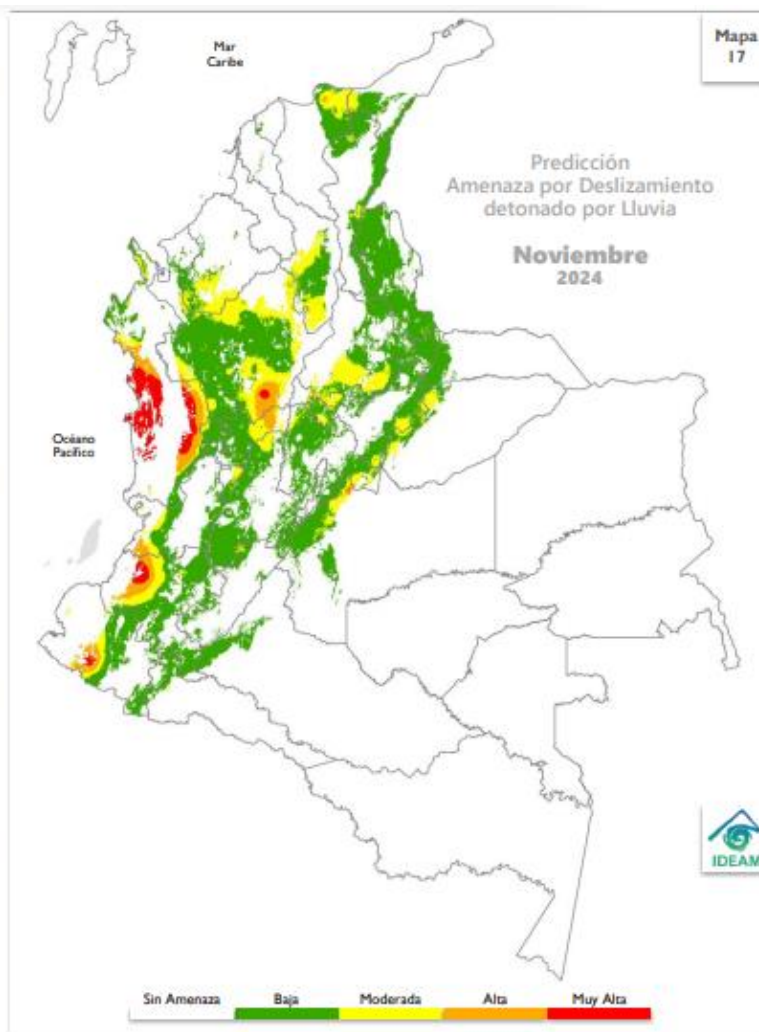 Mar
Caribe
Mapa
17
Predicción
Amenaza por Deslizamiento
detonado por Lluvia
Noviembre
2024
Océano
Pacífico
IDEAM
Sin Amenaza Baja Moderada Alta Muy Alta